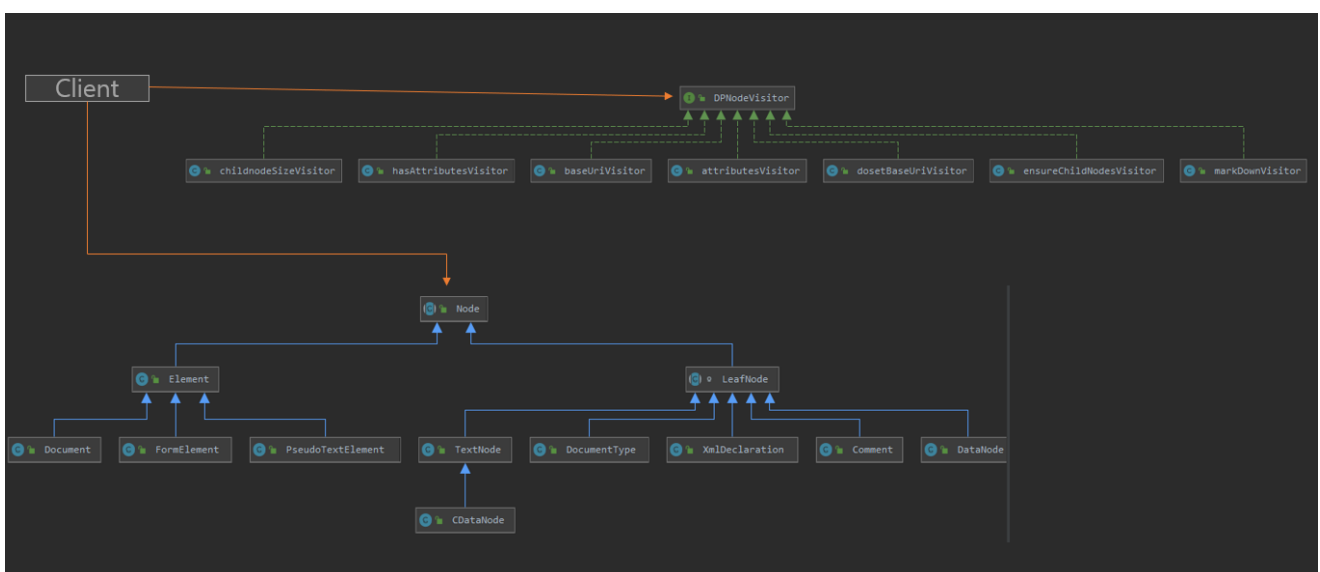 Client
DPNodeVisitor
childnodeSizeVisitor hasAttributesVisitor baseUriVisitor attributesVisitor dosetBaseUriVisitor ensureChildNodesVisitor markDownVisitor
Node
Element LeafNode
Document FormElement PseudoTextElement TextNode DocumentType XmlDeclaration Comment DataNode
CDataNode